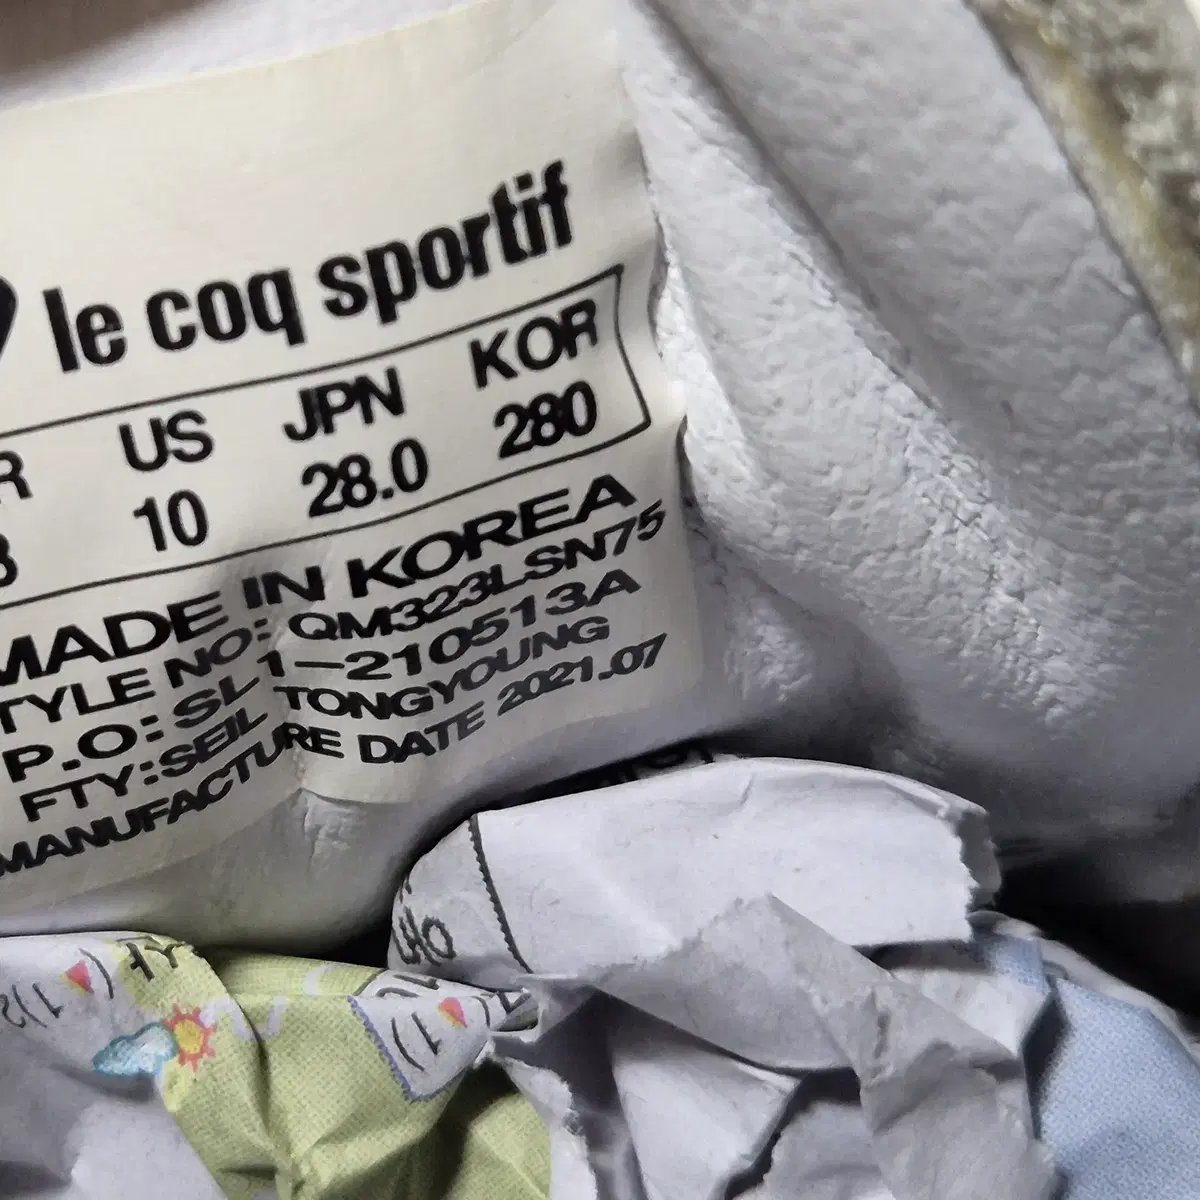 le coq sportif
US JPN KOR
10 28.0 280
MADE IN KOREA
STYLE NO: QM323LSN75
P.O: SL1-210513A
FTY:SEIL TONGYOUNG
MANUFACTURE DATE 2021.07